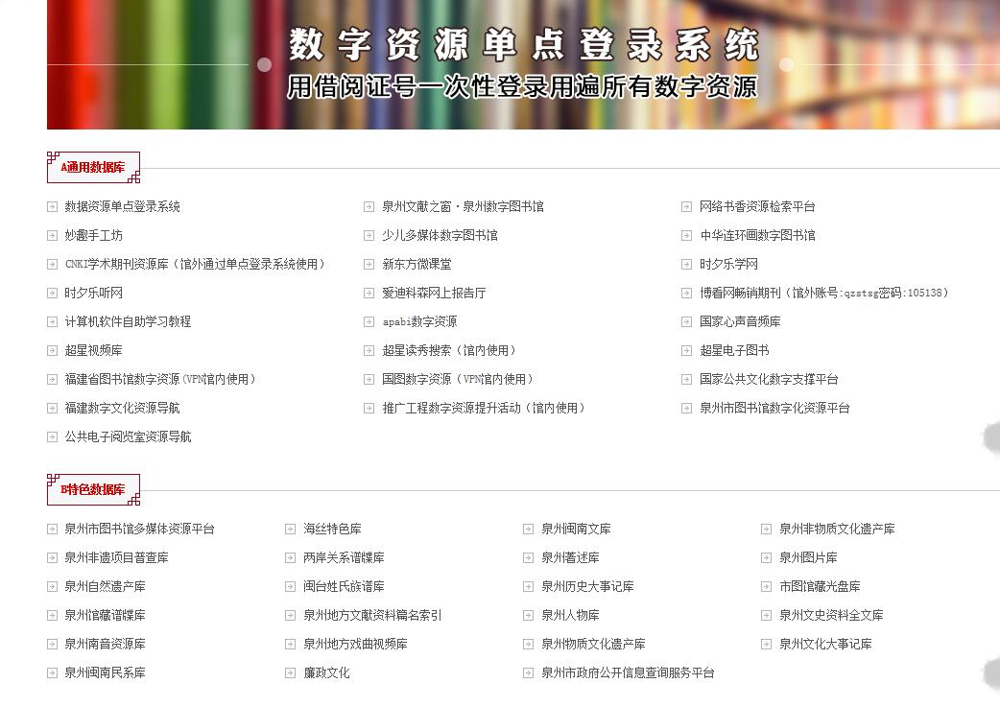 数字资源单点登录系统
用借阅证号一次性登录用遍所有数字资源
A通用数据库
数据资源单点登录系统 泉州文献之窗·泉州数字图书馆 网络书香资源检索平台
妙趣手工坊 少儿多媒体数字图书馆 中华连环画数字图书馆
CNKI学术期刊资源库（馆外通过单点登录系统使用） 新东方微课堂 时夕乐学网
时夕乐听网 爱迪科森网上报告厅 博看网畅销期刊（馆外账号:qzstsg密码:105138）
计算机软件自助学习教程 apabi数字资源 国家心声音频库
超星视频库 超星读秀搜索（馆内使用） 超星电子图书
福建省图书馆数字资源(VPN馆内使用） 国图数字资源（VPN馆内使用） 国家公共文化数字支撑平台
福建数字文化资源导航 推广工程数字资源提升活动（馆内使用） 泉州市图书馆数字化资源平台
公共电子阅览室资源导航
B特色数据库
泉州市图书馆多媒体资源平台 海丝特色库 泉州闽南文库 泉州非物质文化遗产库
泉州非遗项目普查库 两岸关系谱牒库 泉州著述库 泉州图片库
泉州自然遗产库 闽台姓氏族谱库 泉州历史大事记库 市图馆藏光盘库
泉州馆藏谱牒库 泉州地方文献资料篇名索引 泉州人物库 泉州文史资料全文库
泉州南音资源库 泉州地方戏曲视频库 泉州物质文化遗产库 泉州文化大事记库
泉州闽南民系库 廉政文化 泉州市政府公开信息查询服务平台